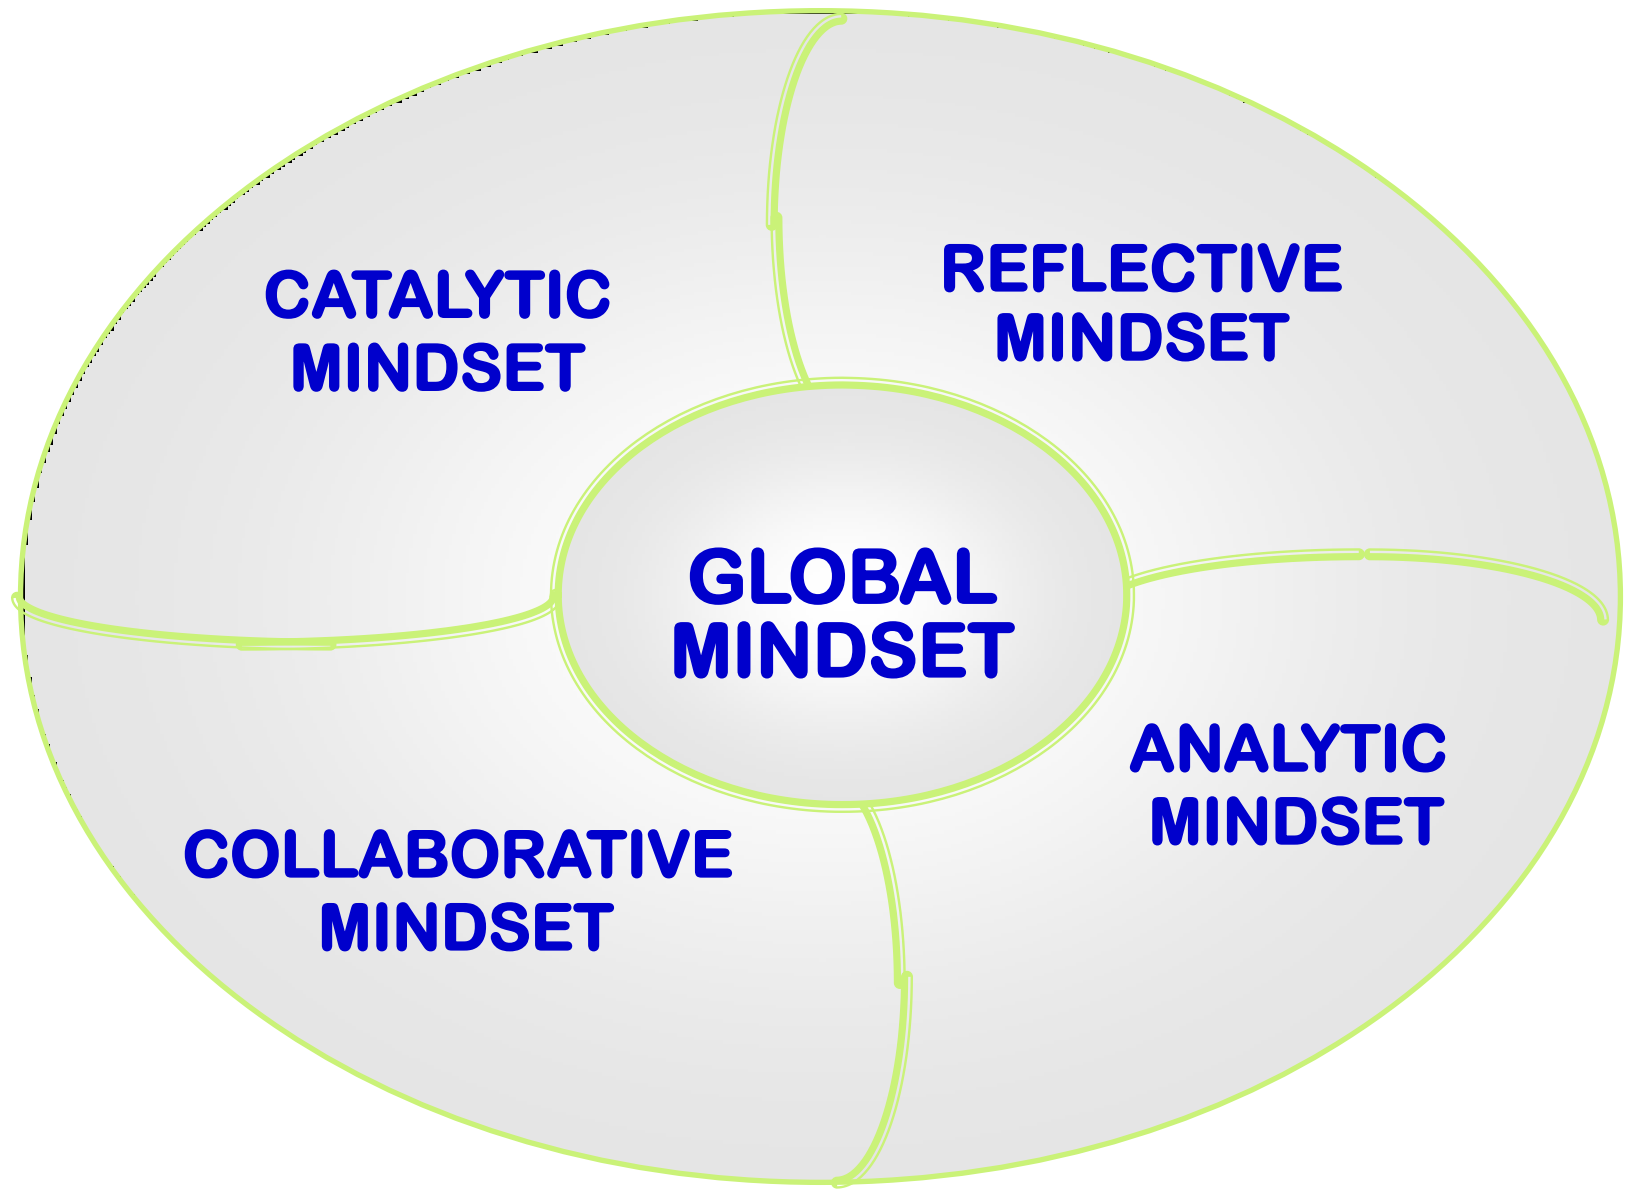 CATALYTIC
MINDSET
REFLECTIVE
MINDSET
GLOBAL
MINDSET
COLLABORATIVE
MINDSET
ANALYTIC
MINDSET